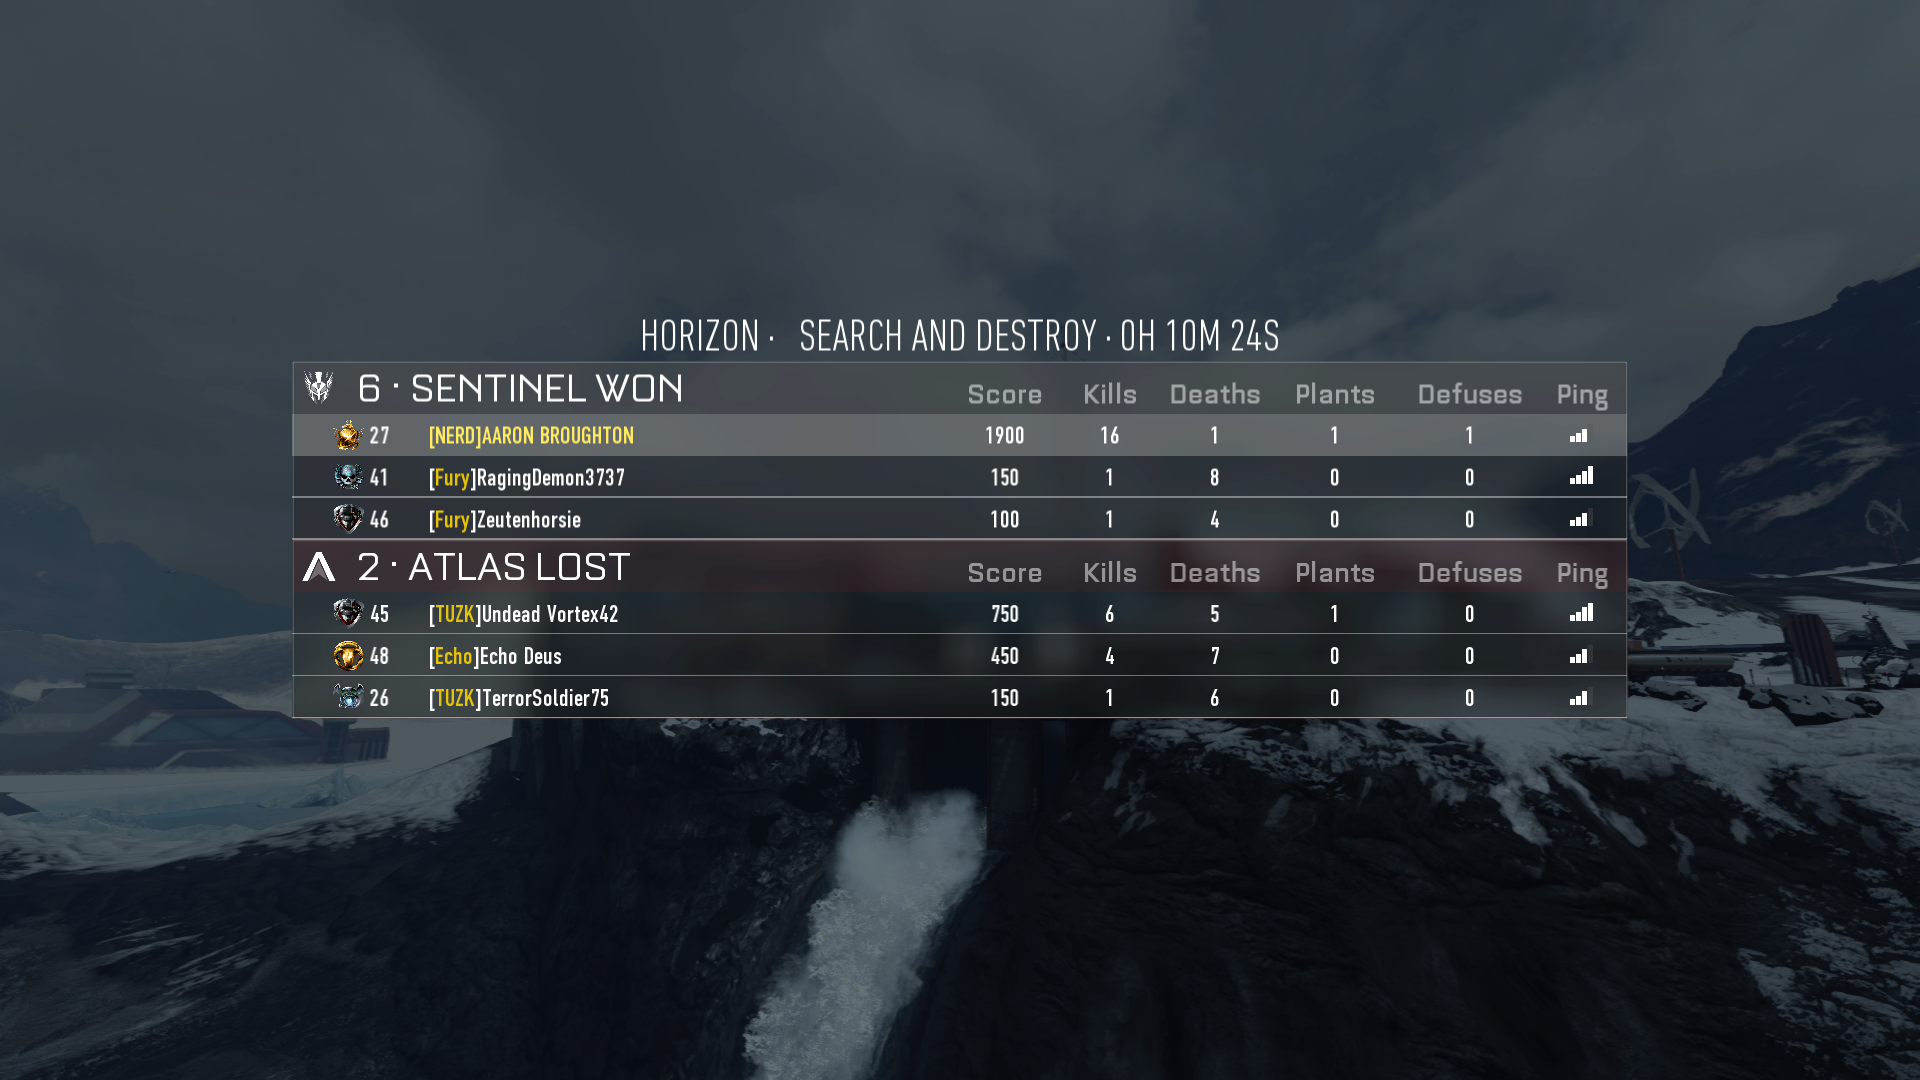 HORIZON · SEARCH AND DESTROY · 0H 10M 24S
6 · SENTINEL WON Score Kills Deaths Plants Defuses Ping
27 [NERD]AARON BROUGHTON 1900 16 1 1 1
41 [Fury]RagingDemon3737 150 1 8 0 0
46 [Fury]Zeutenhorsie 100 1 4 0 0
2 · ATLAS LOST Score Kills Deaths Plants Defuses Ping
45 [TUZK]Undead Vortex42 750 6 5 1 0
48 [Echo]Echo Deus 450 4 7 0 0
26 [TUZK]TerrorSoldier75 150 1 6 0 0